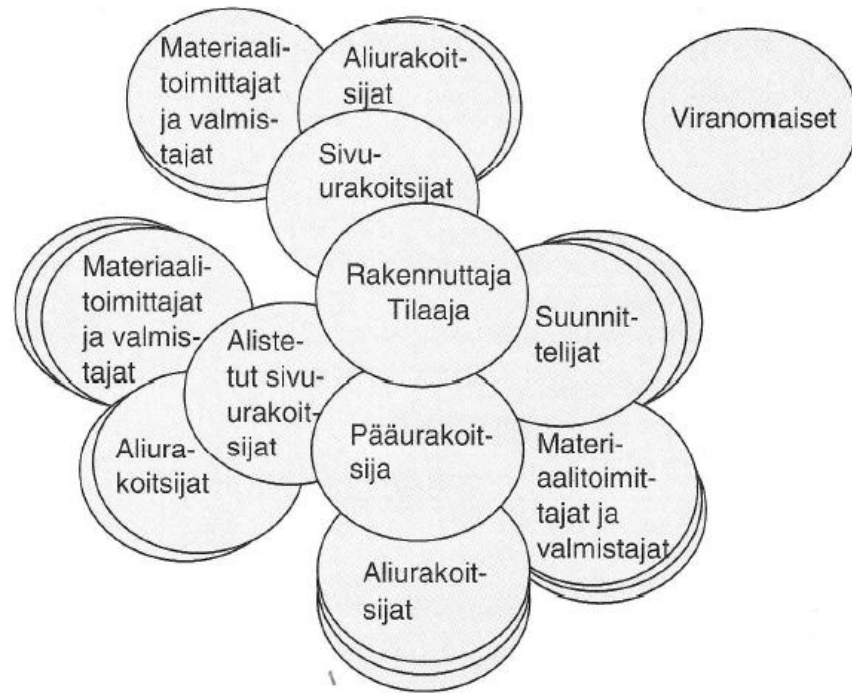 Materiaali-
toimittajat
ja valmis-
tajat
Aliurakoit-
sijat
Viranomaiset
Sivu-
urakoitsijat
Materiaali-
toimittajat
ja valmis-
tajat
Rakennuttaja
Tilaaja
Suunnit-
telijat
Aliste-
tut sivu-
urakoit-
sijat
Aliura-
koitsijat
Pääurakoit-
sija
Materi-
aalitoimit-
tajat ja
valmistajat
Aliurakoit-
sijat